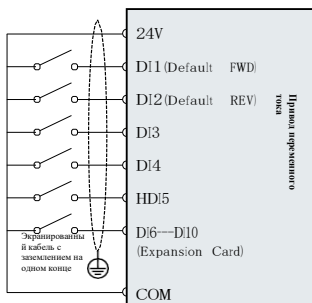 24V
DI1(Default FWD)
DI2(Default REV)
DI3
DI4
HDI5
DI6---DI10
(Expansion Card)
COM
Привод переменного
тока
Экранированны
й кабель с
заземлением на
одном конце